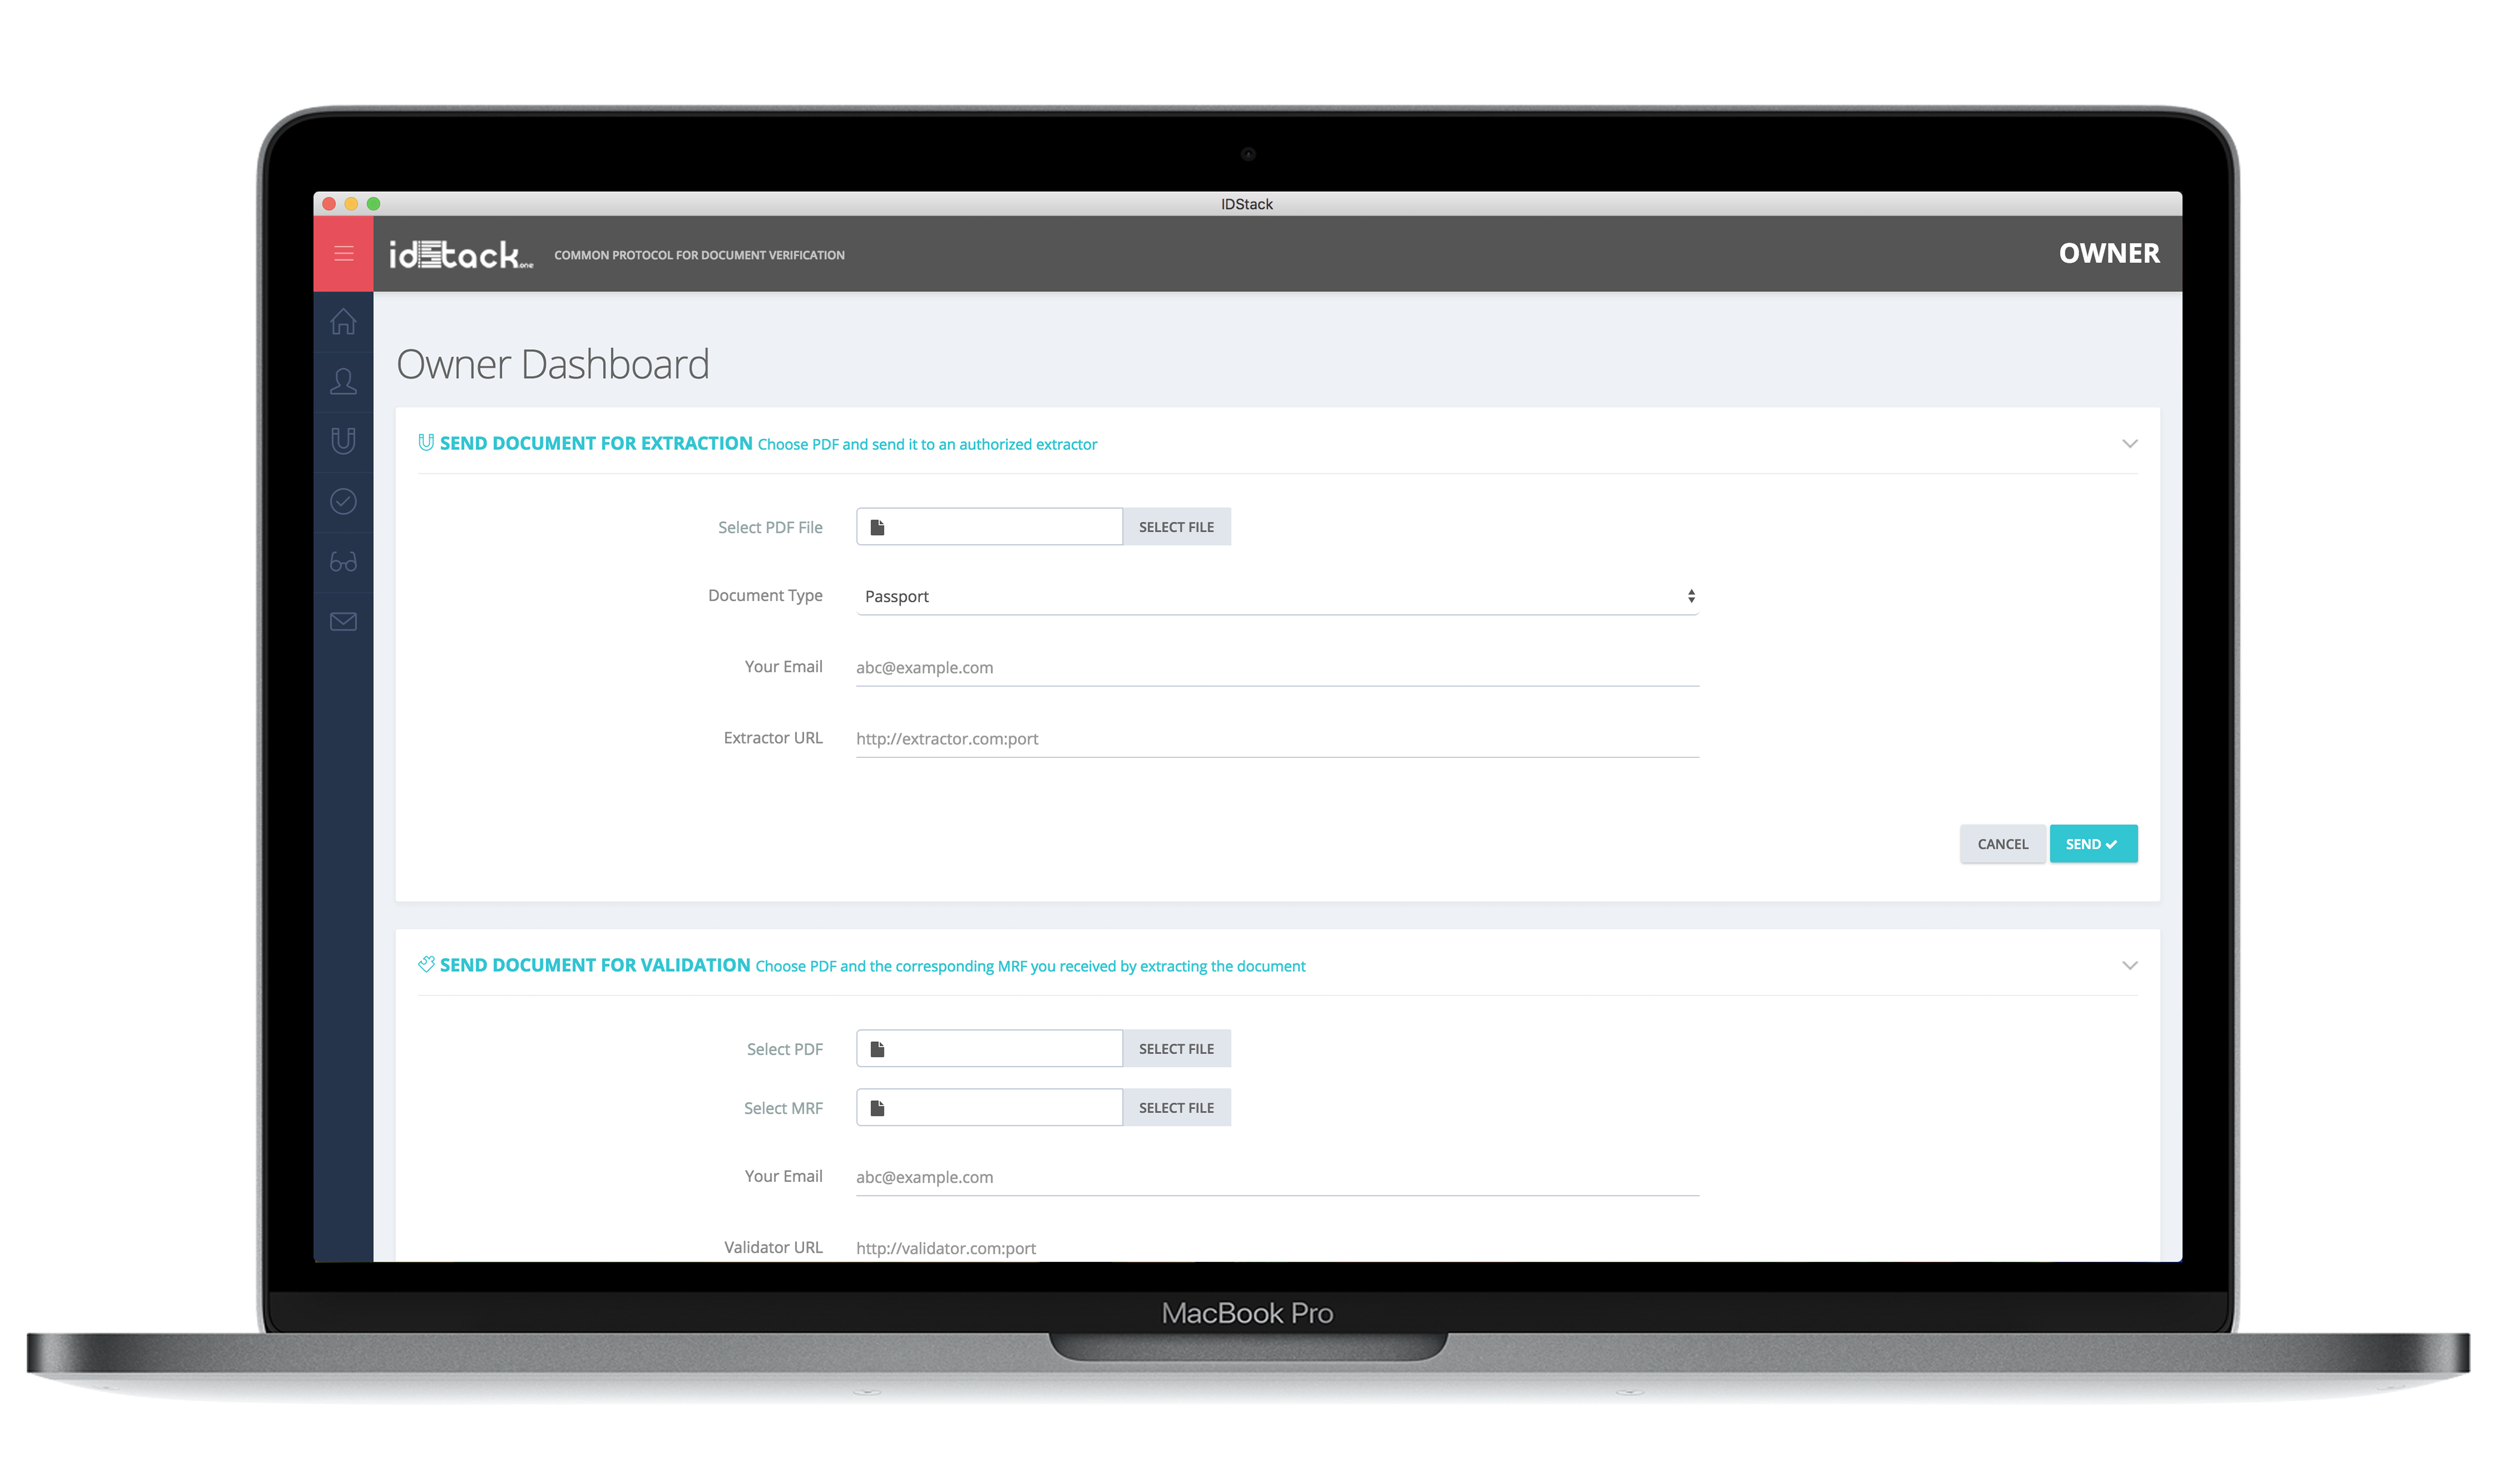 IDStack
idStack.one COMMON PROTOCOL FOR DOCUMENT VERIFICATION OWNER
Owner Dashboard
SEND DOCUMENT FOR EXTRACTION Choose PDF and send it to an authorized extractor
Select PDF File SELECT FILE
Document Type Passport
Your Email abc@example.com
Extractor URL http://extractor.com:port
CANCEL SEND
SEND DOCUMENT FOR VALIDATION Choose PDF and the corresponding MRF you received by extracting the document
Select PDF SELECT FILE
Select MRF SELECT FILE
Your Email abc@example.com
Validator URL http://validator.com:port
MacBook Pro